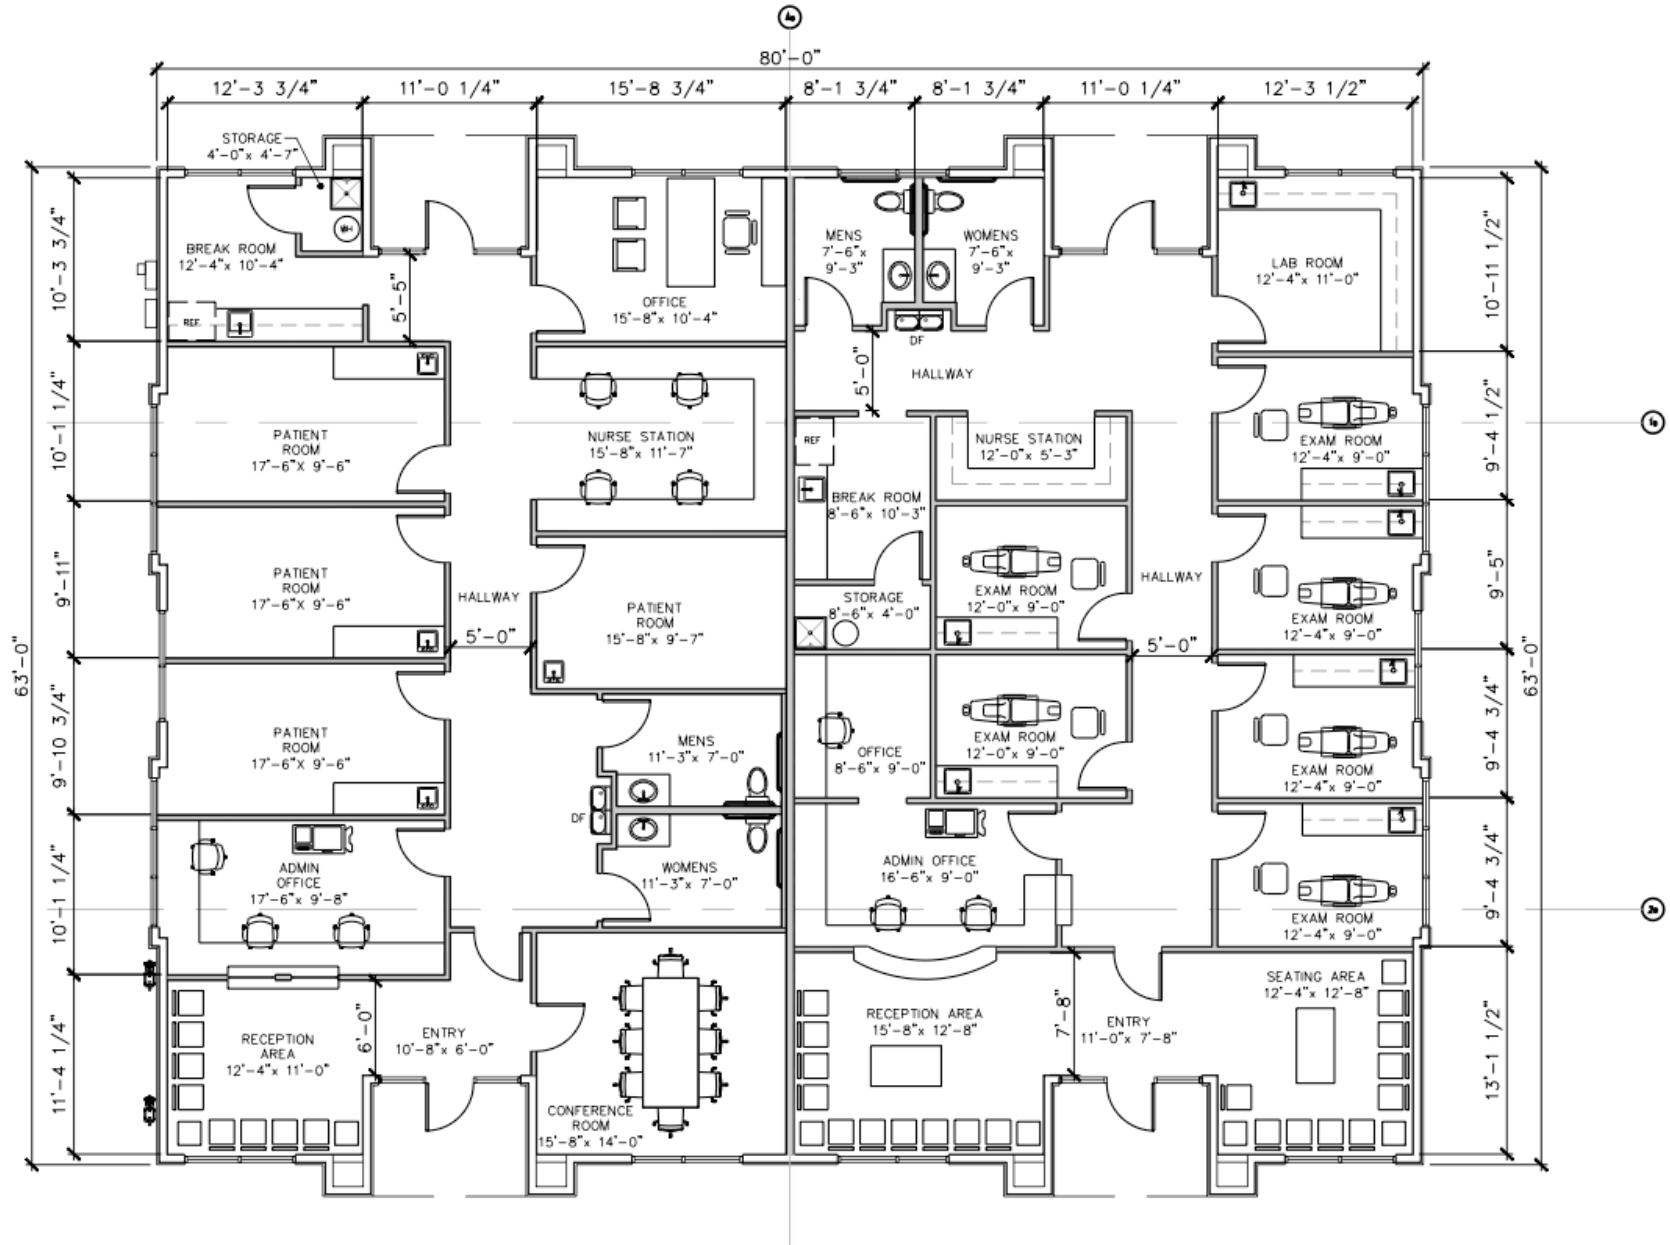 80'-0"
12'-3 3/4"
11'-0 1/4"
15'-8 3/4"
8'-1 3/4"
8'-1 3/4"
11'-0 1/4"
12'-3 1/2"
STORAGE
4'-0"x 4'-7"
WH
BREAK ROOM
12'-4"x 10'-4"
REF
5'-5"
OFFICE
15'-8"x 10'-4"
MENS
7'-6"x
9'-3"
WOMENS
7'-6"x
9'-3"
DF
LAB ROOM
12'-4"x 11'-0"
10'-3 3/4"
10'-11 1/2"
5'-0"
HALLWAY
PATIENT
ROOM
17'-6"X 9'-6"
NURSE STATION
15'-8"x 11'-7"
REF
NURSE STATION
12'-0"x 5'-3"
EXAM ROOM
12'-4"x 9'-0"
10'-1 1/4"
9'-4 1/2"
BREAK ROOM
8'-6"x 10'-3"
PATIENT
ROOM
17'-6"X 9'-6"
HALLWAY
5'-0"
PATIENT
ROOM
15'-8"x 9'-7"
STORAGE
8'-6"x 4'-0"
EXAM ROOM
12'-0"x 9'-0"
HALLWAY
5'-0"
EXAM ROOM
12'-4"x 9'-0"
9'-11"
9'-5"
63'-0"
63'-0"
PATIENT
ROOM
17'-6"X 9'-6"
MENS
11'-3"x 7'-0"
OFFICE
8'-6"x 9'-0"
EXAM ROOM
12'-0"x 9'-0"
EXAM ROOM
12'-4"x 9'-0"
9'-10 3/4"
9'-4 3/4"
DF
ADMIN
OFFICE
17'-6"x 9'-8"
WOMENS
11'-3"x 7'-0"
ADMIN OFFICE
16'-6"x 9'-0"
EXAM ROOM
12'-4"x 9'-0"
10'-1 1/4"
9'-4 3/4"
RECEPTION
AREA
12'-4"x 11'-0"
6'-0"
ENTRY
10'-8"x 6'-0"
CONFERENCE
ROOM
15'-8"x 14'-0"
RECEPTION AREA
15'-8"x 12'-8"
7'-8"
ENTRY
11'-0"x 7'-8"
SEATING AREA
12'-4"x 12'-8"
11'-4 1/4"
13'-1 1/2"